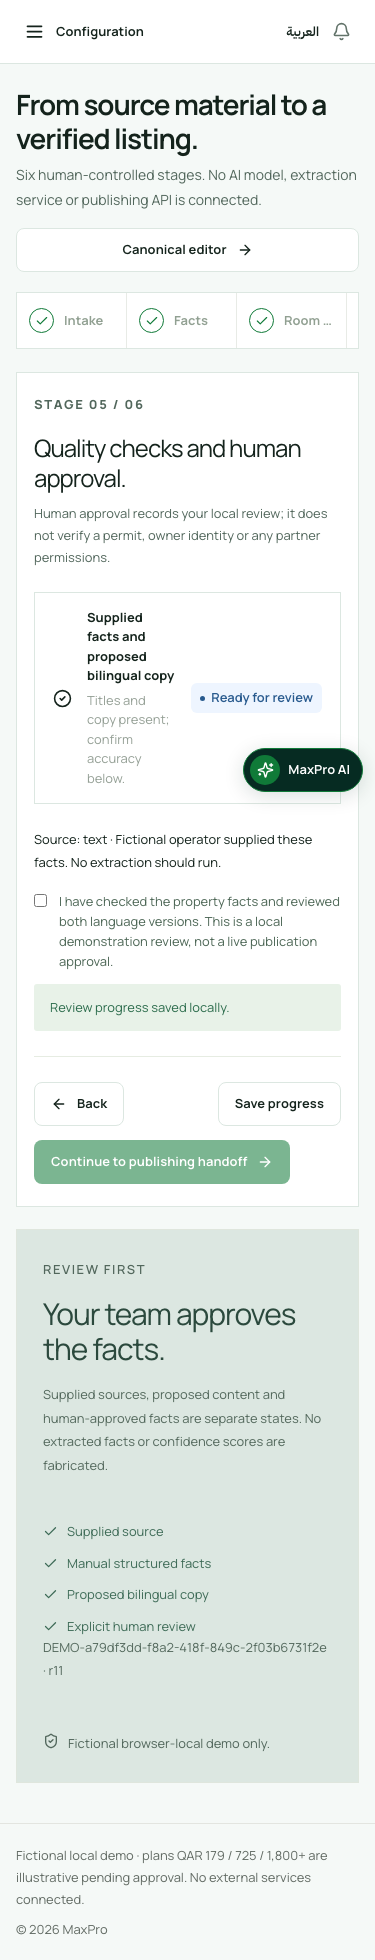 Configuration
العربية
From source material to a
verified listing.
Six human-controlled stages. No AI model, extraction
service or publishing API is connected.
Canonical editor
Intake
Facts
Room ...
STAGE 05 / 06
Quality checks and human
approval.
Human approval records your local review; it does
not verify a permit, owner identity or any partner
permissions.
Supplied
facts and
proposed
bilingual copy
Titles and
copy present;
confirm
accuracy
below.
Ready for review
MaxPro AI
Source: text · Fictional operator supplied these
facts. No extraction should run.
I have checked the property facts and reviewed
both language versions. This is a local
demonstration review, not a live publication
approval.
Review progress saved locally.
Back
Save progress
Continue to publishing handoff
REVIEW FIRST
Your team approves
the facts.
Supplied sources, proposed content and
human-approved facts are separate states. No
extracted facts or confidence scores are
fabricated.
Supplied source
Manual structured facts
Proposed bilingual copy
Explicit human review
DEMO-a79df3dd-f8a2-418f-849c-2f03b6731f2e
· r11
Fictional browser-local demo only.
Fictional local demo · plans QAR 179 / 725 / 1,800+ are
illustrative pending approval. No external services
connected.
© 2026 MaxPro